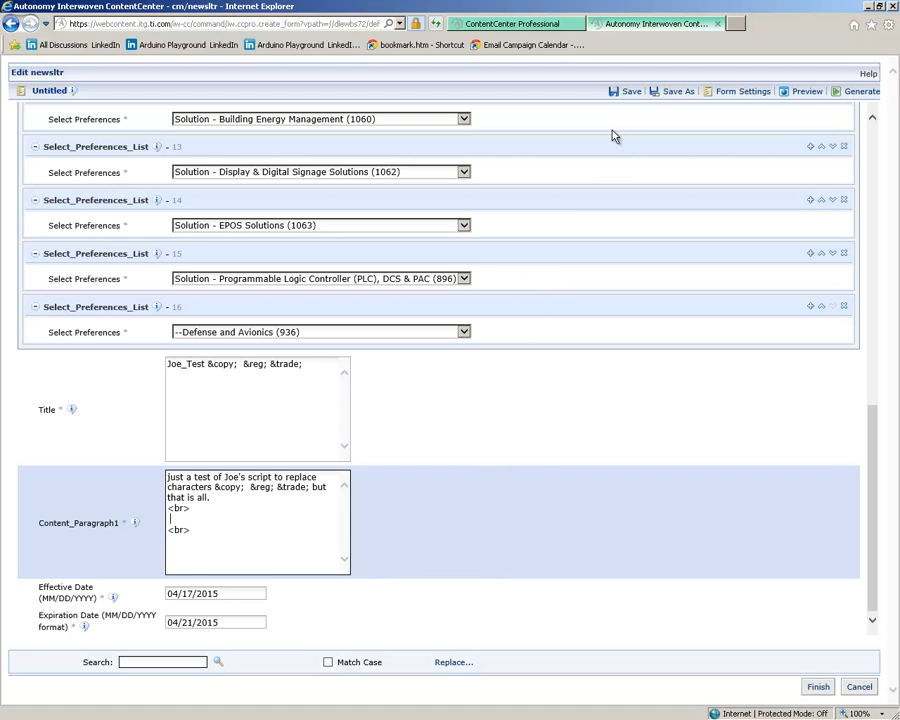 Autonomy Interwoven ContentCenter - cm/newsltr - Internet Explorer
https://webcontent.itg.ti.com/iw-cc/command/iw.ccpro.create_form?vpath=//dlewbs72/def
ContentCenter Professional
Autonomy Interwoven Cont...
All Discussions LinkedIn
Arduino Playground LinkedIn
Arduino Playground LinkedI...
bookmark.htm - Shortcut
Email Campaign Calendar -....
Edit newsltr
Help
Untitled
Save
Save As
Form Settings
Preview
Generate
Select Preferences *
Solution - Building Energy Management (1060)
Select_Preferences_List - 13
Select Preferences *
Solution - Display & Digital Signage Solutions (1062)
Select_Preferences_List - 14
Select Preferences *
Solution - EPOS Solutions (1063)
Select_Preferences_List - 15
Select Preferences *
Solution - Programmable Logic Controller (PLC), DCS & PAC (896)
Select_Preferences_List - 16
Select Preferences *
--Defense and Avionics (936)
Title *
Joe_Test &copy;  &reg; &trade;
Content_Paragraph1 *
just a test of Joe's script to replace
characters &copy;  &reg; &trade; but
that is all.
<br>
<br>
Effective Date
(MM/DD/YYYY) *
04/17/2015
Expiration Date (MM/DD/YYYY
format) *
04/21/2015
Search:
Match Case
Replace...
Finish
Cancel
Internet | Protected Mode: Off
100%